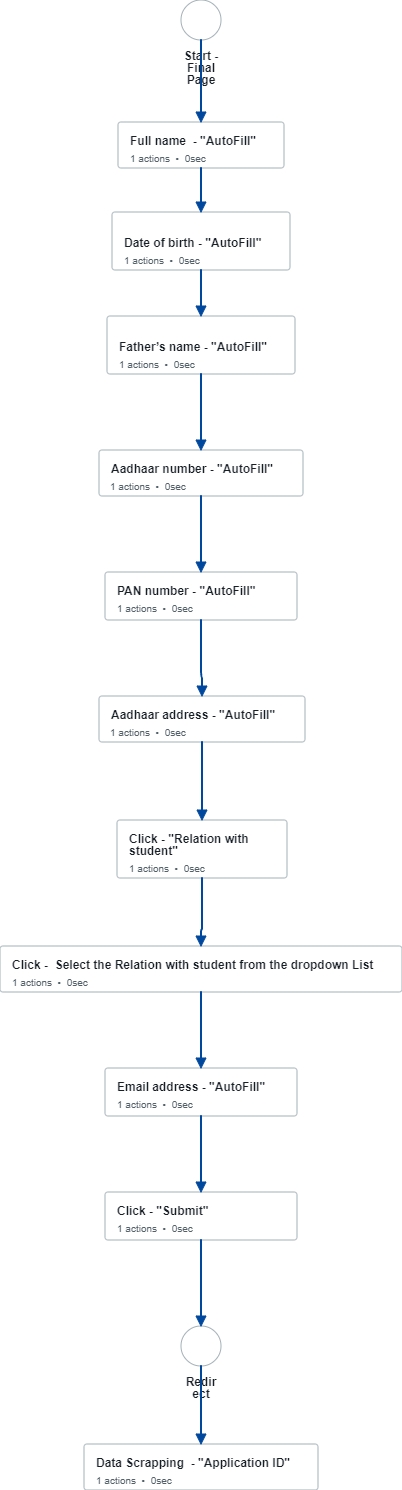 Start -
Final
Page
Full name - "AutoFill"
1 actions • 0sec
Date of birth - "AutoFill"
1 actions • 0sec
Father's name - "AutoFill"
1 actions • 0sec
Aadhaar number - "AutoFill"
1 actions • 0sec
PAN number - "AutoFill"
1 actions • 0sec
Aadhaar address - "AutoFill"
1 actions • 0sec
Click - "Relation with
student"
1 actions • 0sec
Click - Select the Relation with student from the dropdown List
1 actions • 0sec
Email address - "AutoFill"
1 actions • 0sec
Click - "Submit"
1 actions • 0sec
Redir
ect
Data Scrapping - "Application ID"
1 actions • 0sec